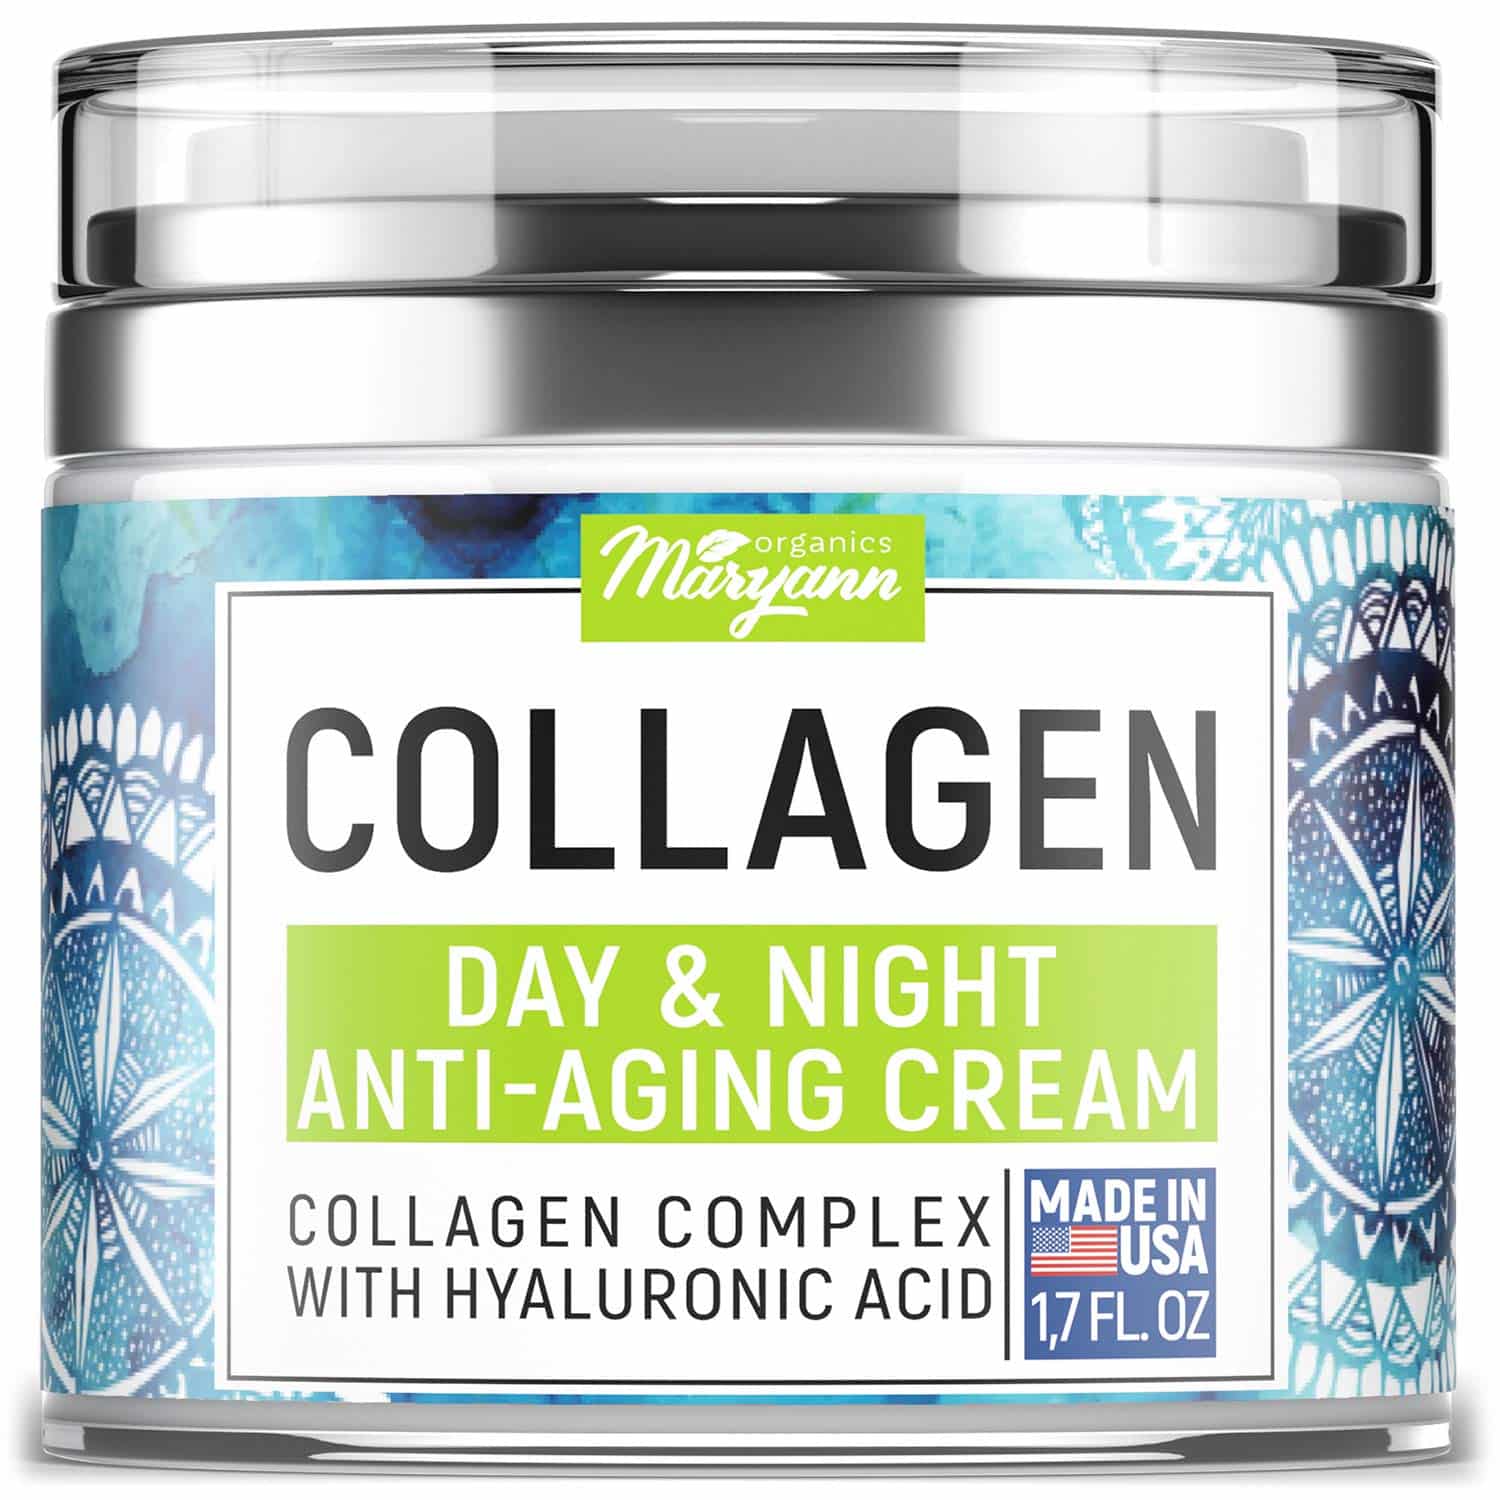 Maryann organics
COLLAGEN
DAY & NIGHT
ANTI-AGING CREAM
COLLAGEN COMPLEX
WITH HYALURONIC ACID
MADE IN
USA
1,7 FL. OZ